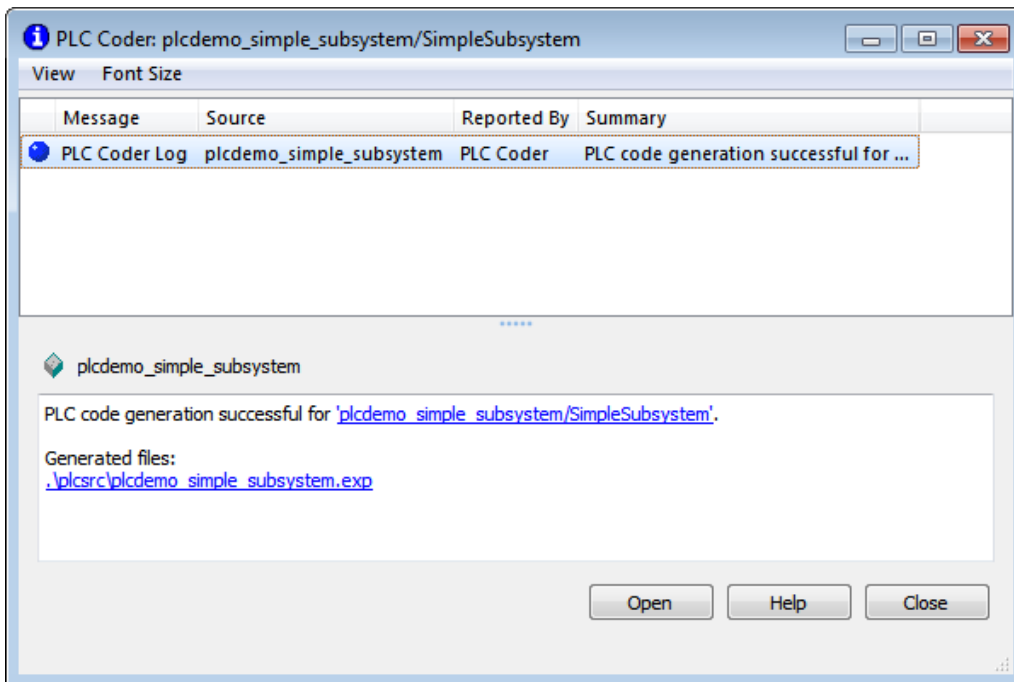 PLC Coder: plcdemo_simple_subsystem/SimpleSubsystem
View Font Size
Message Source Reported By Summary
PLC Coder Log plcdemo_simple_subsystem PLC Coder PLC code generation successful for ...
plcdemo_simple_subsystem
PLC code generation successful for 'plcdemo_simple_subsystem/SimpleSubsystem'.
Generated files:
.\plcsrc\plcdemo_simple_subsystem.exp
Open Help Close